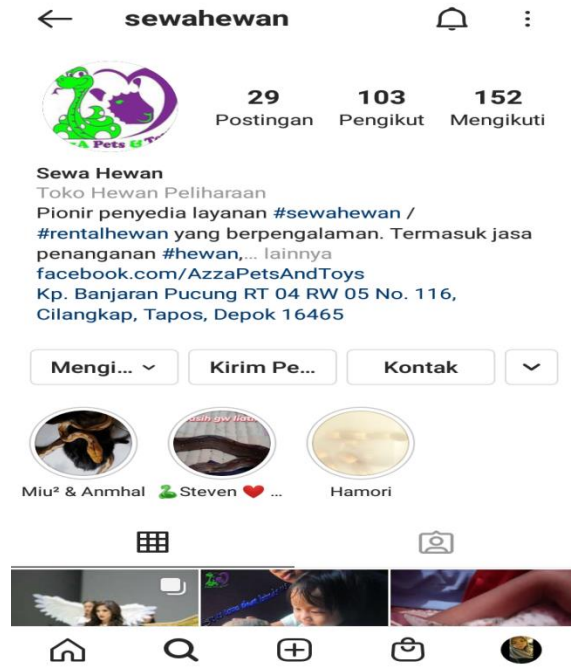 sewahewan
29 103 152
Postingan Pengikut Mengikuti
Sewa Hewan
Toko Hewan Peliharaan
Pionir penyedia layanan #sewahewan /
#rentalhewan yang berpengalaman. Termasuk jasa
penanganan #hewan,... lainnya
facebook.com/AzzaPetsAndToys
Kp. Banjaran Pucung RT 04 RW 05 No. 116,
Cilangkap, Tapos, Depok 16465
Mengi... Kirim Pe... Kontak
Miu² & Anmhal 🐍Steven ❤️ ... Hamori